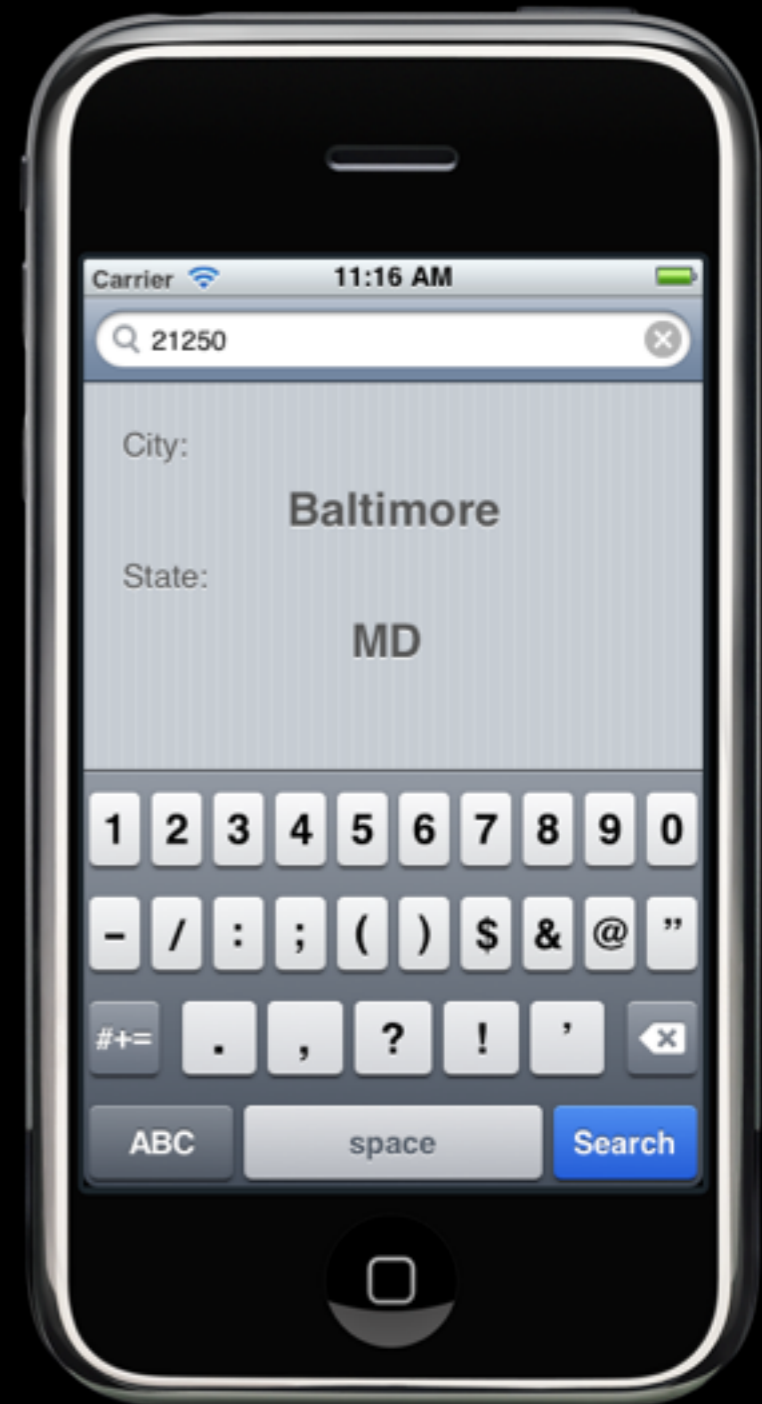 Carrier 11:16 AM
21250
City:
Baltimore
State:
MD
1 2 3 4 5 6 7 8 9 0
- / : ; ( ) $ & @ ”
#+= . , ? ! ’
ABC space Search